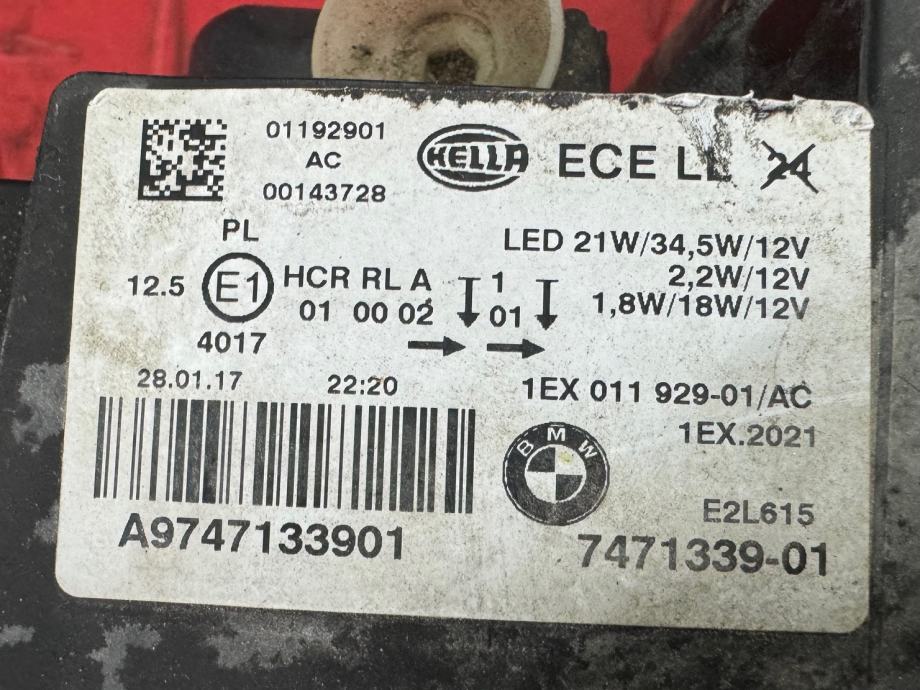 01192901
AC
00143728
HELLA
ECE LL 24
PL
LED 21W/34,5W/12V
2,2W/12V
1,8W/18W/12V
12.5 E1 HCR RL A 1
01 00 02 01
4017
28.01.17 22:20
1EX 011 929-01/AC
1EX.2021
BMW
E2L615
A9747133901
7471339-01